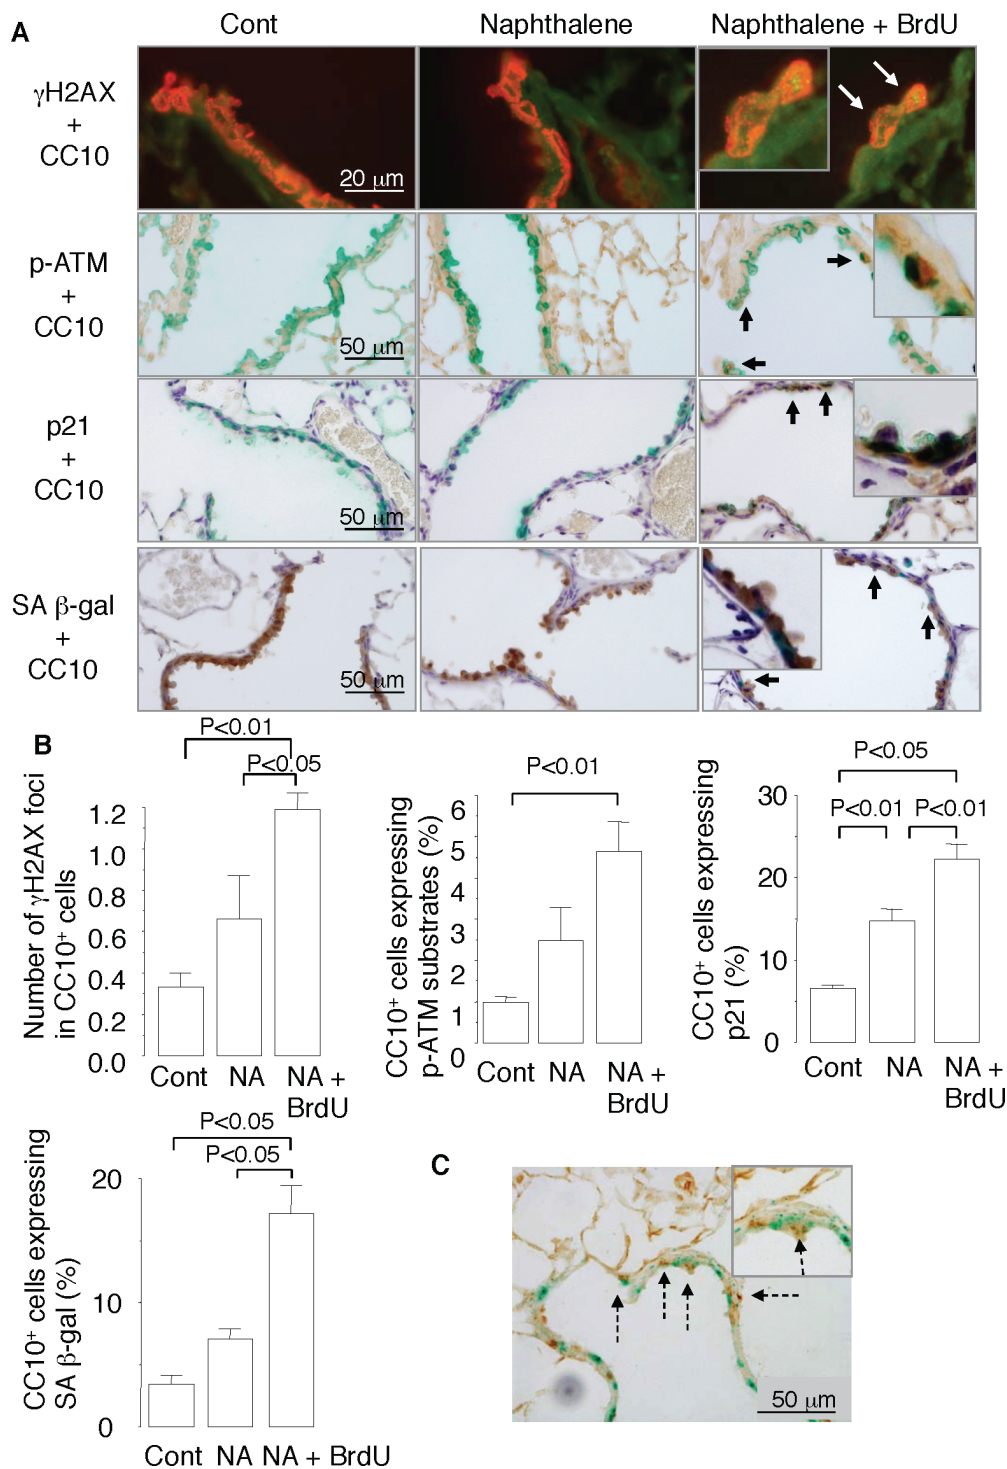 A
Cont
Naphthalene
Naphthalene + BrdU
γH2AX
+
CC10
20 μm
p-ATM
+
CC10
50 μm
p21
+
CC10
50 μm
SA β-gal
+
CC10
50 μm
B
P<0.01
P<0.05
Number of γH2AX foci
in CC10⁺ cells
1.2
1.0
0.8
0.6
0.4
0.2
0.0
Cont
NA
NA +
BrdU
P<0.01
CC10⁺ cells expressing
p-ATM substrates (%)
6
5
4
3
2
1
0
Cont
NA
NA +
BrdU
P<0.05
P<0.01
P<0.01
CC10⁺ cells expressing
p21 (%)
30
20
10
0
Cont
NA
NA +
BrdU
P<0.05
P<0.05
CC10⁺ cells expressing
SA β-gal (%)
20
10
0
Cont
NA
NA + BrdU
C
50 μm